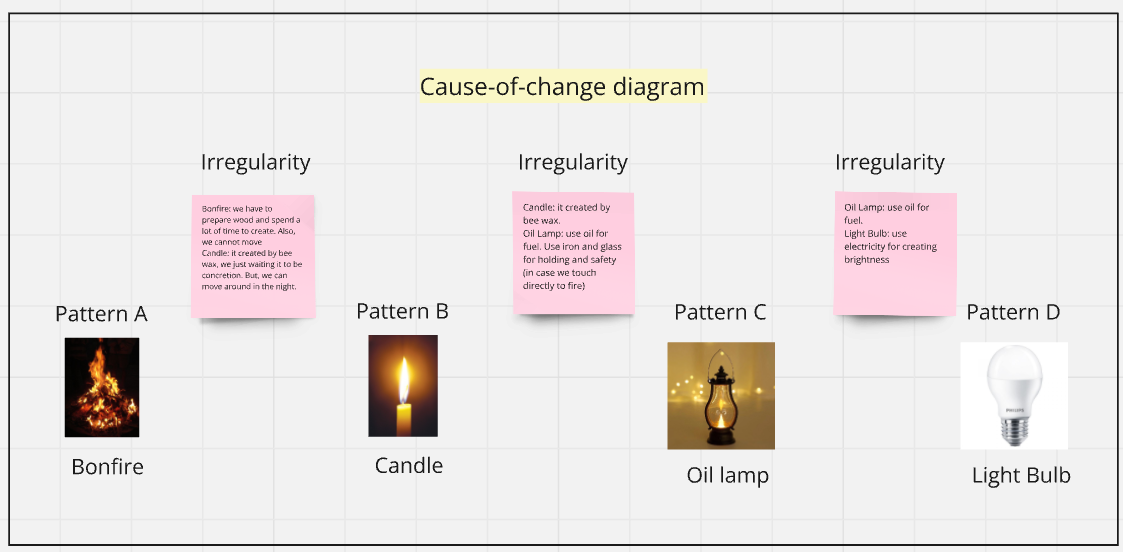 Cause-of-change diagram
Irregularity
Irregularity
Irregularity
Bonfire: we have to
prepare wood and spend a
lot of time to create. Also,
we cannot move
Candle: it created by bee
wax, we just waiting it to be
concretion. But, we can
move around in the night.
Candle: it created by
bee wax.
Oil Lamp: use oil for
fuel. Use iron and glass
for holding and safety
(in case we touch
directly to fire)
Oil Lamp: use oil for
fuel.
Light Bulb: use
electricity for creating
brightness
Pattern A
Pattern B
Pattern C
Pattern D
PHILIPS
Bonfire
Candle
Oil lamp
Light Bulb